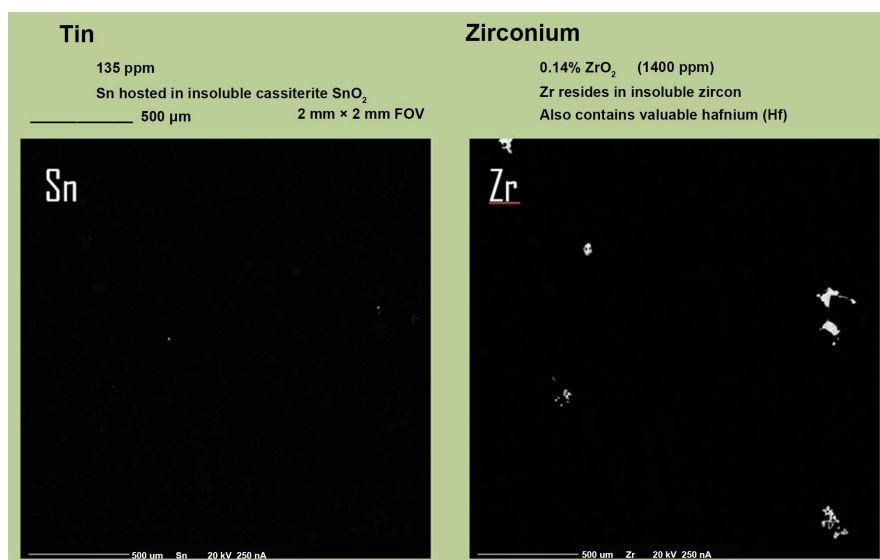 Tin
135 ppm
Sn hosted in insoluble cassiterite SnO₂
500 µm
2 mm × 2 mm FOV
Sn
500 um Sn 20 kV 250 nA
Zirconium
0.14% ZrO₂ (1400 ppm)
Zr resides in insoluble zircon
Also contains valuable hafnium (Hf)
Zr
500 um Zr 20 kV 250 nA